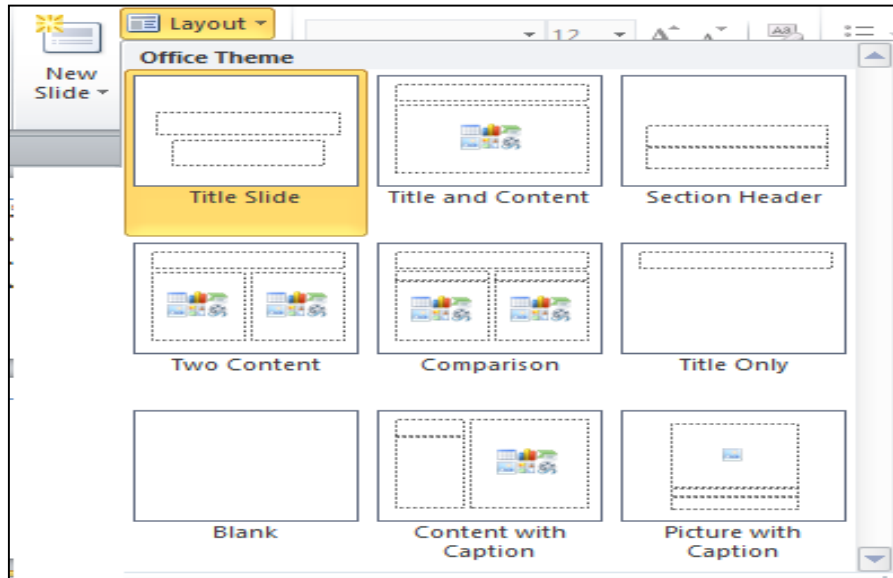 Layout
12
Aa
New
Slide
Office Theme
Title Slide
Title and Content
Section Header
Two Content
Comparison
Title Only
Blank
Content with
Caption
Picture with
Caption